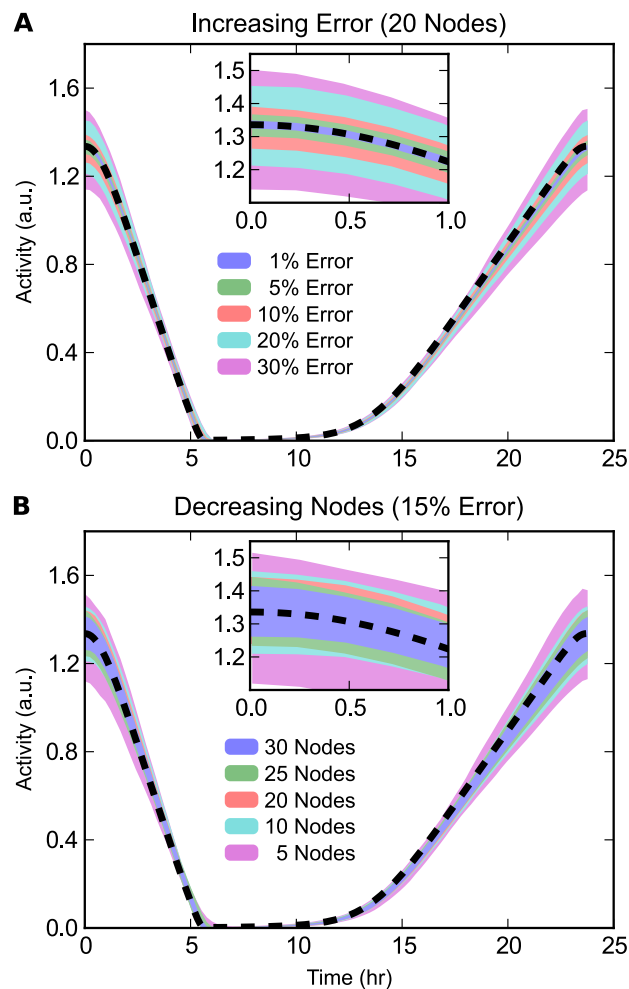 A
Increasing Error (20 Nodes)
1.6
1.2
0.8
0.4
0.0
Activity (a.u.)
1.5
1.4
1.3
1.2
0.0 0.5 1.0
1% Error
5% Error
10% Error
20% Error
30% Error
0 5 10 15 20 25
B
Decreasing Nodes (15% Error)
1.6
1.2
0.8
0.4
0.0
Activity (a.u.)
1.5
1.4
1.3
1.2
0.0 0.5 1.0
30 Nodes
25 Nodes
20 Nodes
10 Nodes
5 Nodes
0 5 10 15 20 25
Time (hr)